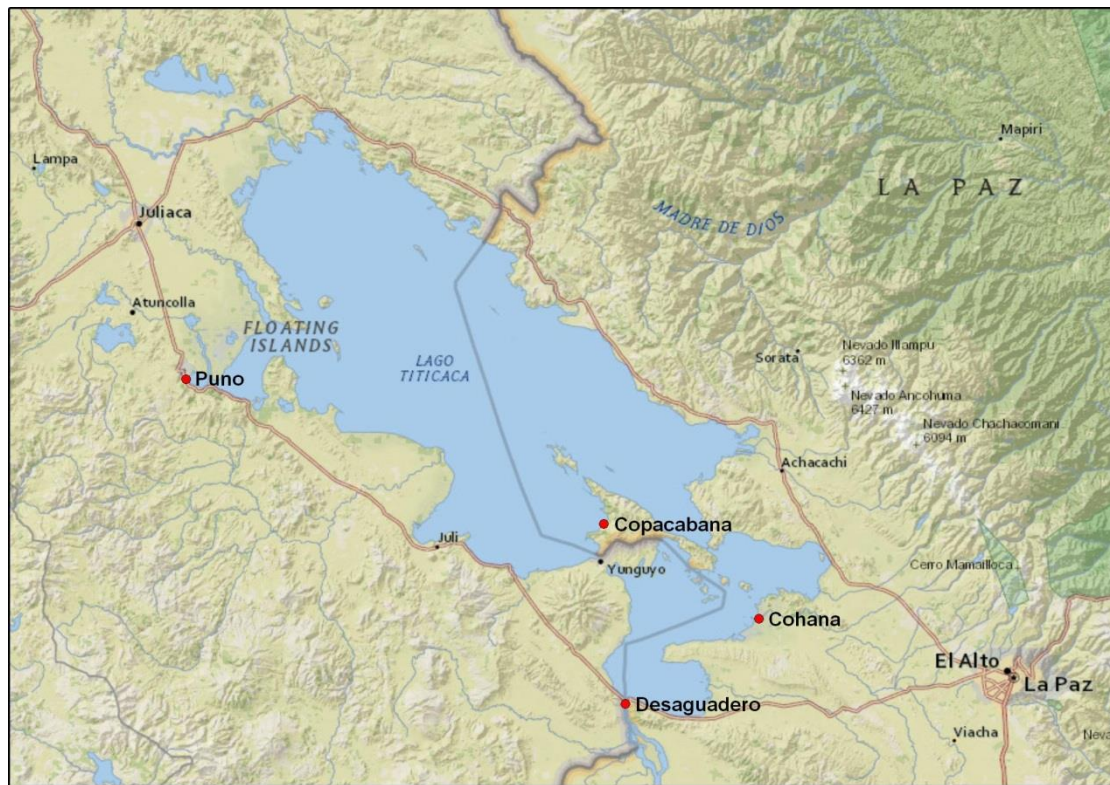 Mapiri
Lampa
LA PAZ
MADRE DE DIOS
Juliaca
Atuncolla
FLOATING
ISLANDS
Nevado Illampu
6362 m
Sorata
LAGO
TITICACA
Puno
Nevado Ancohuma
6427 m
Nevado Chachacomani
6094 m
Achacachi
Copacabana
Juli
Yunguyo
Cerro Mamailloca
Cohana
El Alto
La Paz
Desaguadero
Viacha